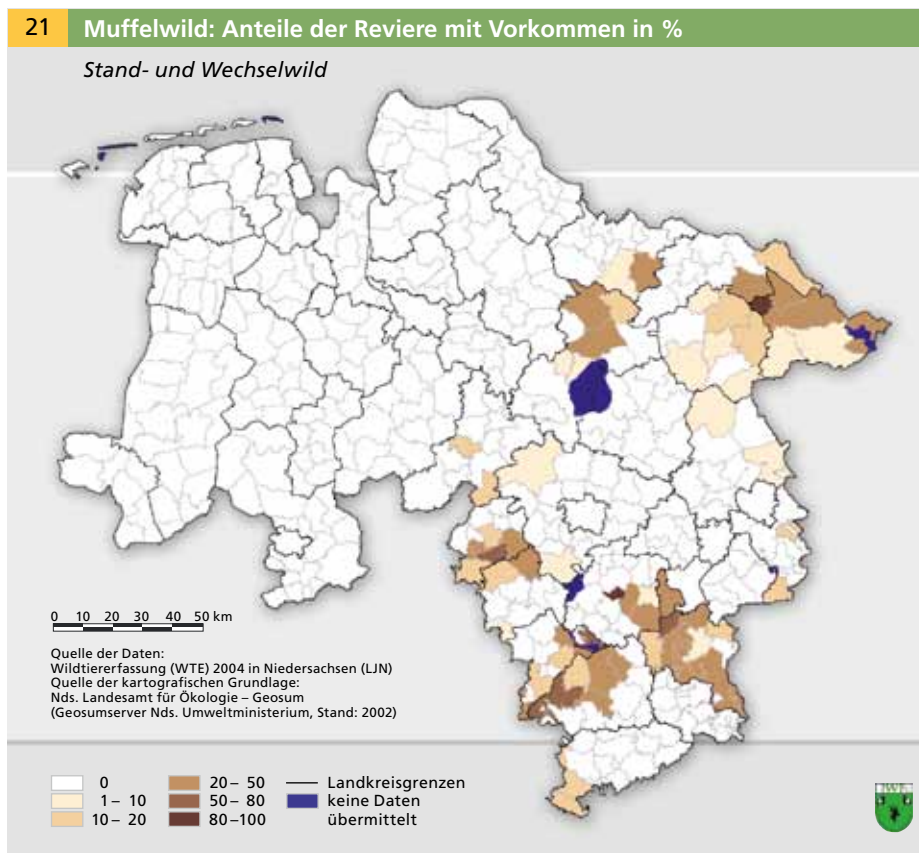 21 Muffelwild: Anteile der Reviere mit Vorkommen in %
Stand- und Wechselwild
0 10 20 30 40 50 km
Quelle der Daten:
Wildtiererfassung (WTE) 2004 in Niedersachsen (LJN)
Quelle der kartografischen Grundlage:
Nds. Landesamt für Ökologie – Geosum
(Geosumserver Nds. Umweltministerium, Stand: 2002)
0
1 – 10
10 – 20
20 – 50
50 – 80
80 –100
Landkreisgrenzen
keine Daten
übermittelt